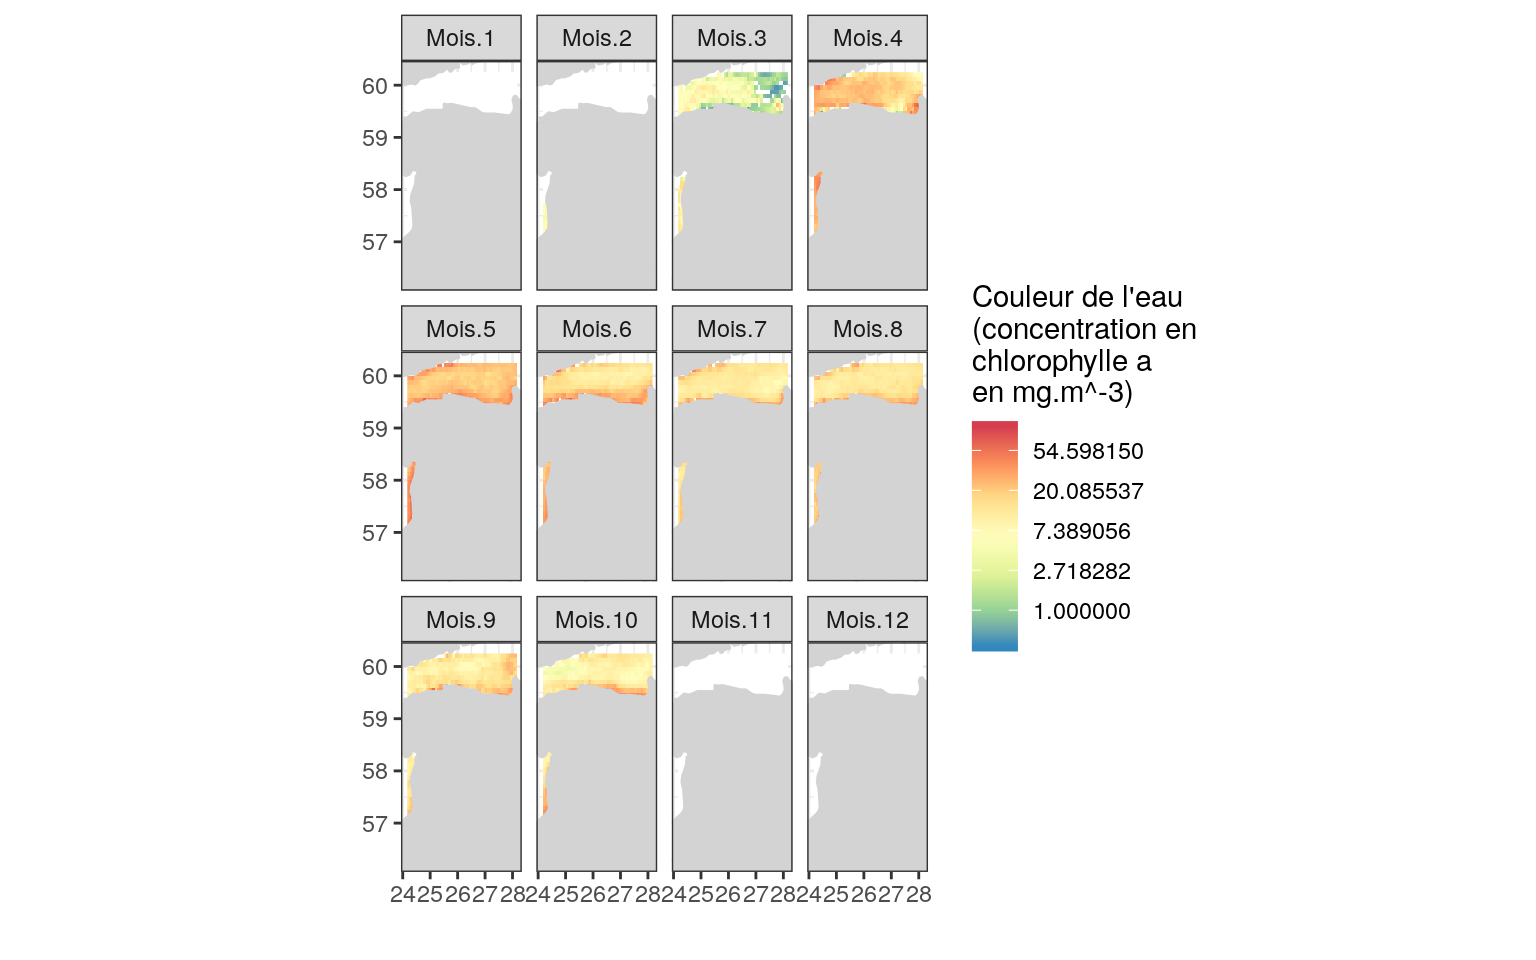 Mois.1 Mois.2 Mois.3 Mois.4
60
59
58
57
Mois.5 Mois.6 Mois.7 Mois.8
60
59
58
57
Mois.9 Mois.10 Mois.11 Mois.12
60
59
58
57
24 25 26 27 28 24 25 26 27 28 24 25 26 27 28 24 25 26 27 28
Couleur de l'eau
(concentration en
chlorophylle a
en mg.m^-3)
54.598150
20.085537
7.389056
2.718282
1.000000